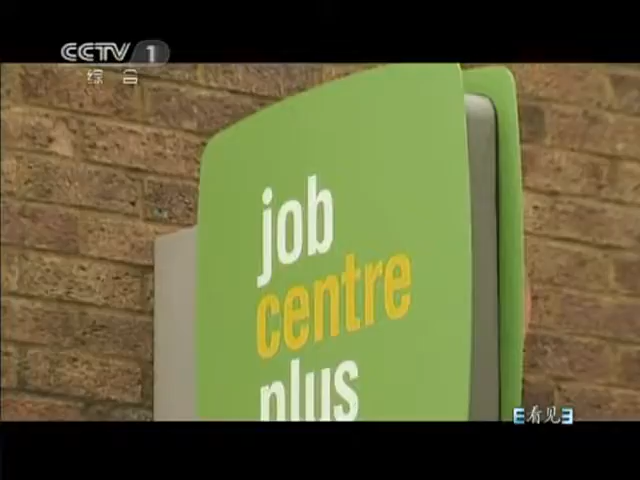 CCTV 1
综合
job
centre
plus
看见